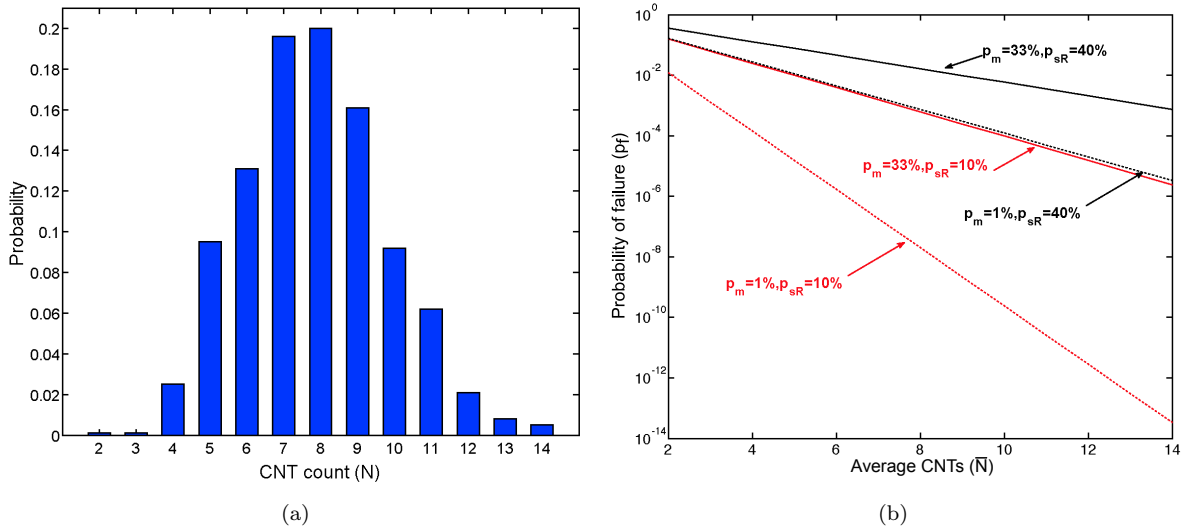 0.2
0.18
0.16
0.14
0.12
0.1
0.08
0.06
0.04
0.02
0
Probability
2 3 4 5 6 7 8 9 10 11 12 13 14
CNT count (N)
(a)
10⁰
10⁻²
10⁻⁴
10⁻⁶
10⁻⁸
10⁻¹⁰
10⁻¹²
10⁻¹⁴
Probability of failure (pf)
pm=33%,psR=40%
pm=33%,psR=10%
pm=1%,psR=40%
pm=1%,psR=10%
2 4 6 8 10 12 14
Average CNTs (N̅)
(b)